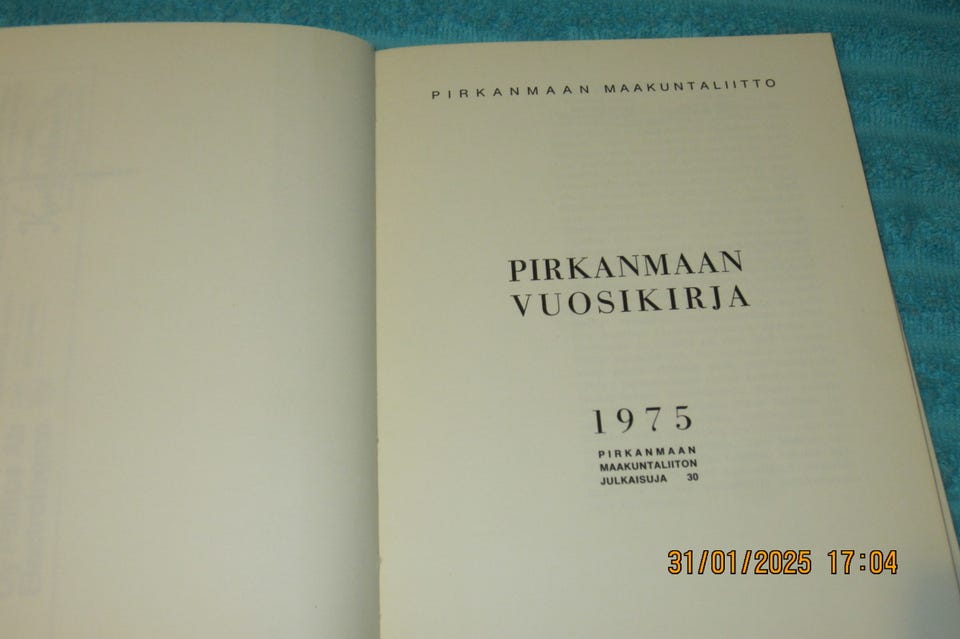 PIRKANMAAN MAAKUNTALIITTO
PIRKANMAAN
VUOSIKIRJA
1975
PIRKANMAAN
MAAKUNTALIITON
JULKAISUJA 30
31/01/2025 17:04